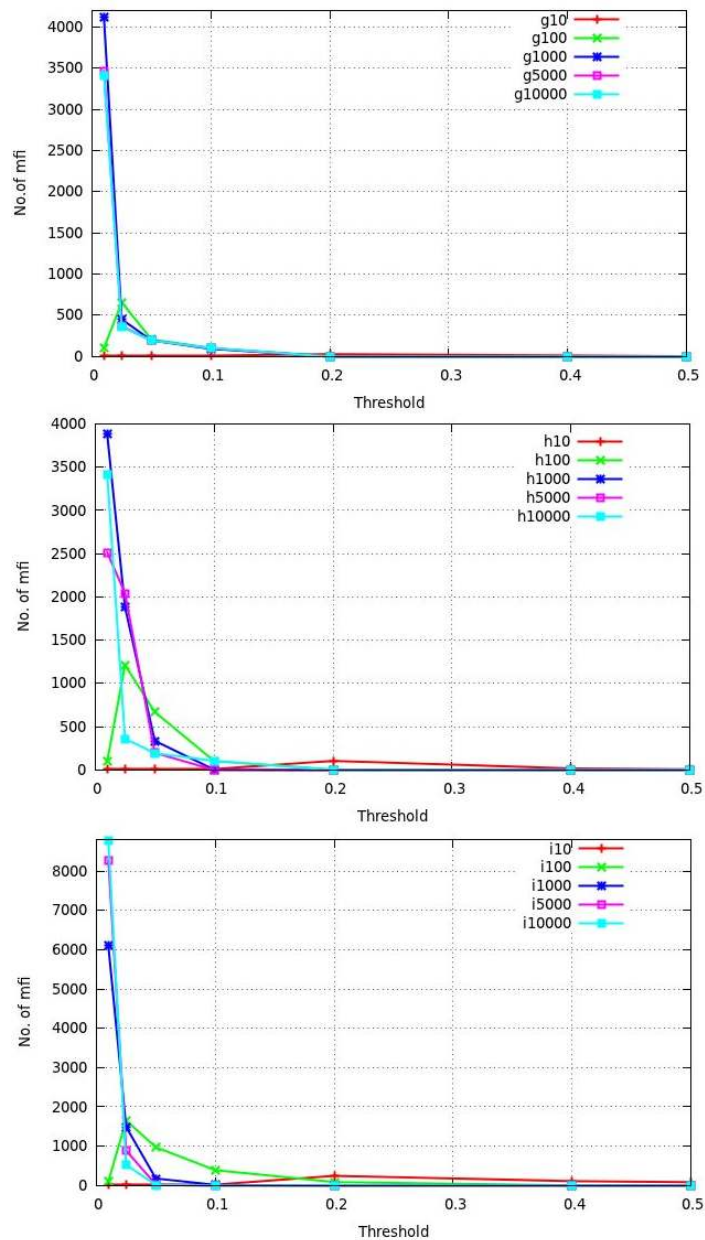 4000
3500
3000
2500
2000
1500
1000
500
0
No.of mfi
g10
g100
g1000
g5000
g10000
0 0.1 0.2 0.3 0.4 0.5
Threshold
4000
3500
3000
2500
2000
1500
1000
500
0
No. of mfi
h10
h100
h1000
h5000
h10000
0 0.1 0.2 0.3 0.4 0.5
Threshold
8000
7000
6000
5000
4000
3000
2000
1000
0
No. of mfi
i10
i100
i1000
i5000
i10000
0 0.1 0.2 0.3 0.4 0.5
Threshold